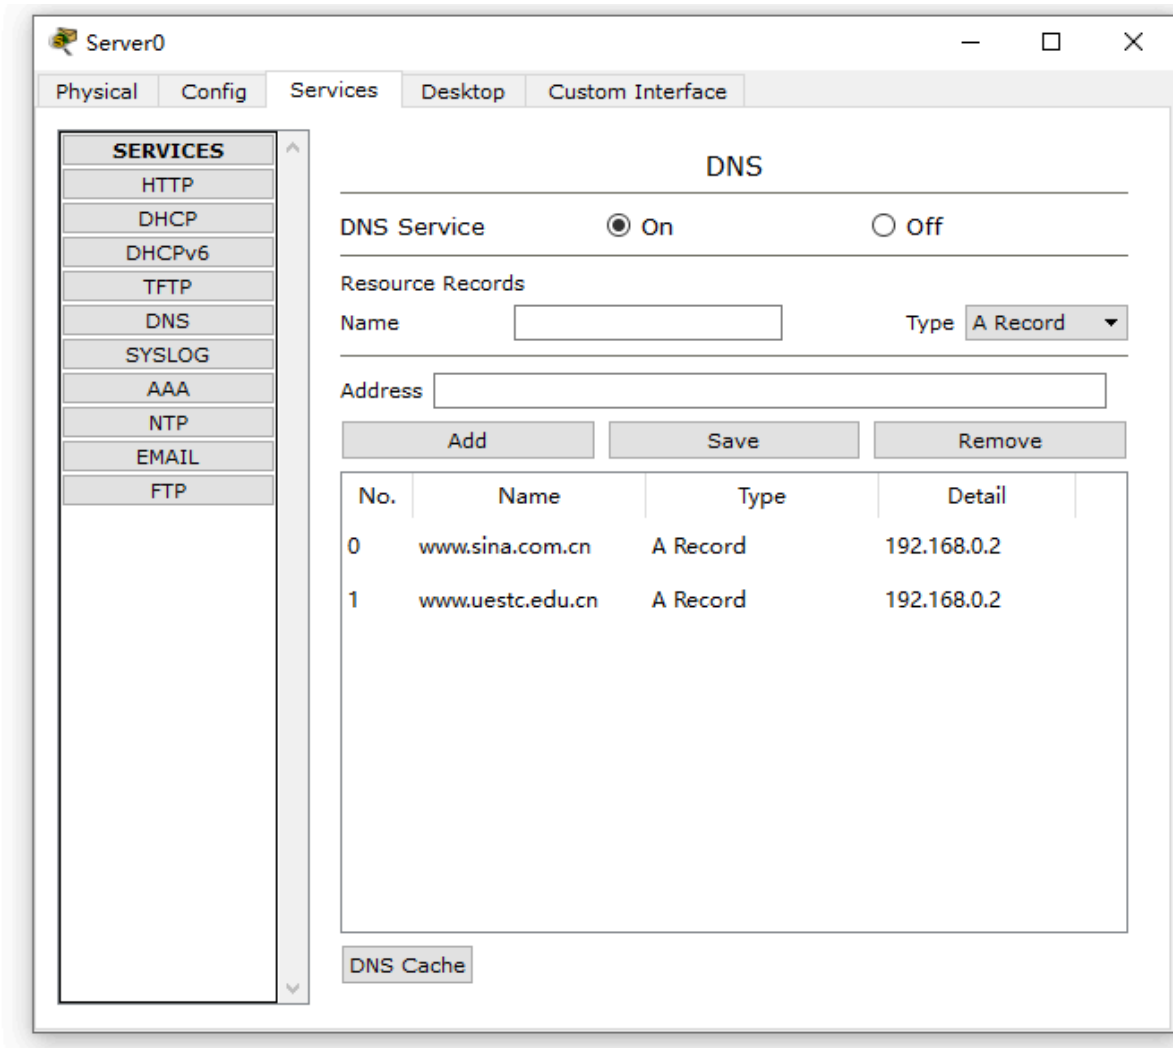 Server0
Physical Config Services Desktop Custom Interface
SERVICES
HTTP
DHCP
DHCPv6
TFTP
DNS
SYSLOG
AAA
NTP
EMAIL
FTP
DNS
DNS Service On Off
Resource Records
Name Type A Record
Address
Add Save Remove
No. Name Type Detail
0 www.sina.com.cn A Record 192.168.0.2
1 www.uestc.edu.cn A Record 192.168.0.2
DNS Cache